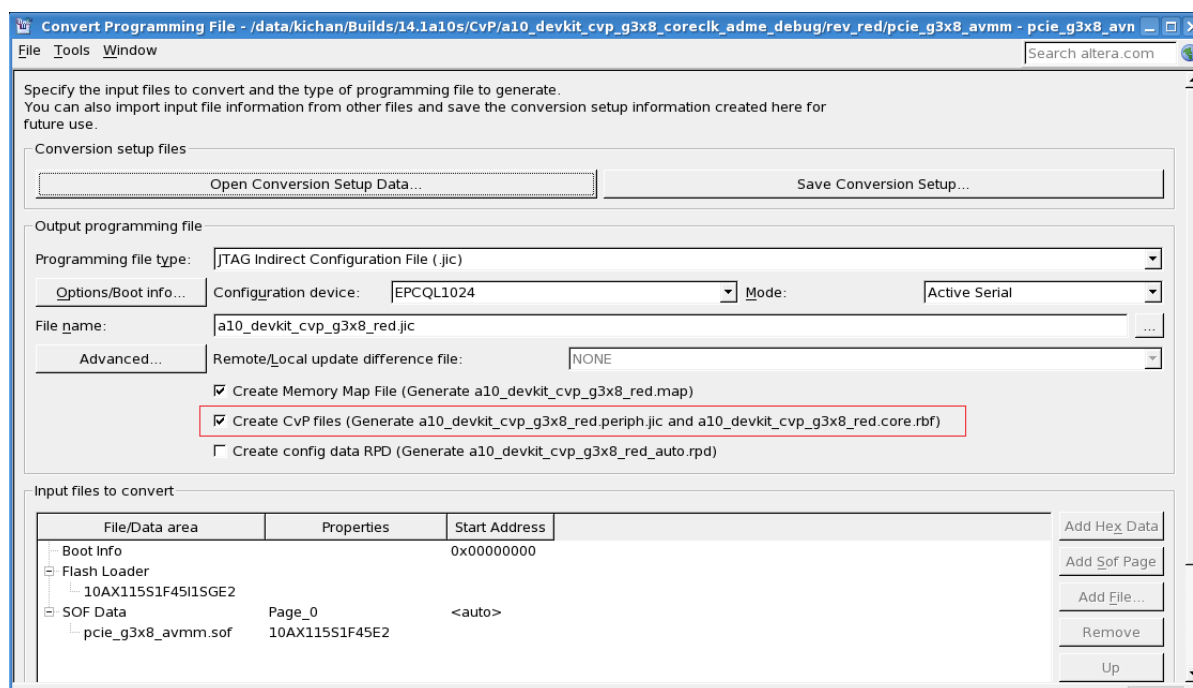 Convert Programming File - /data/kichan/Builds/14.1a10s/CvP/a10_devkit_cvp_g3x8_coreclk_adme_debug/rev_red/pcie_g3x8_avmm - pcie_g3x8_avn
File Tools Window
Search altera.com
Specify the input files to convert and the type of programming file to generate.
You can also import input file information from other files and save the conversion setup information created here for
future use.
Conversion setup files
Open Conversion Setup Data... Save Conversion Setup...
Output programming file
Programming file type: JTAG Indirect Configuration File (.jic)
Options/Boot info... Configuration device: EPCQL1024 Mode: Active Serial
File name: a10_devkit_cvp_g3x8_red.jic ...
Advanced... Remote/Local update difference file: NONE
Create Memory Map File (Generate a10_devkit_cvp_g3x8_red.map)
Create CvP files (Generate a10_devkit_cvp_g3x8_red.periph.jic and a10_devkit_cvp_g3x8_red.core.rbf)
Create config data RPD (Generate a10_devkit_cvp_g3x8_red_auto.rpd)
Input files to convert
File/Data area Properties Start Address
Add Hex Data
Boot Info 0x00000000
Add Sof Page
Flash Loader
10AX115S1F45I1SGE2
Add File...
SOF Data Page_0 <auto>
pcie_g3x8_avmm.sof 10AX115S1F45E2
Remove
Up